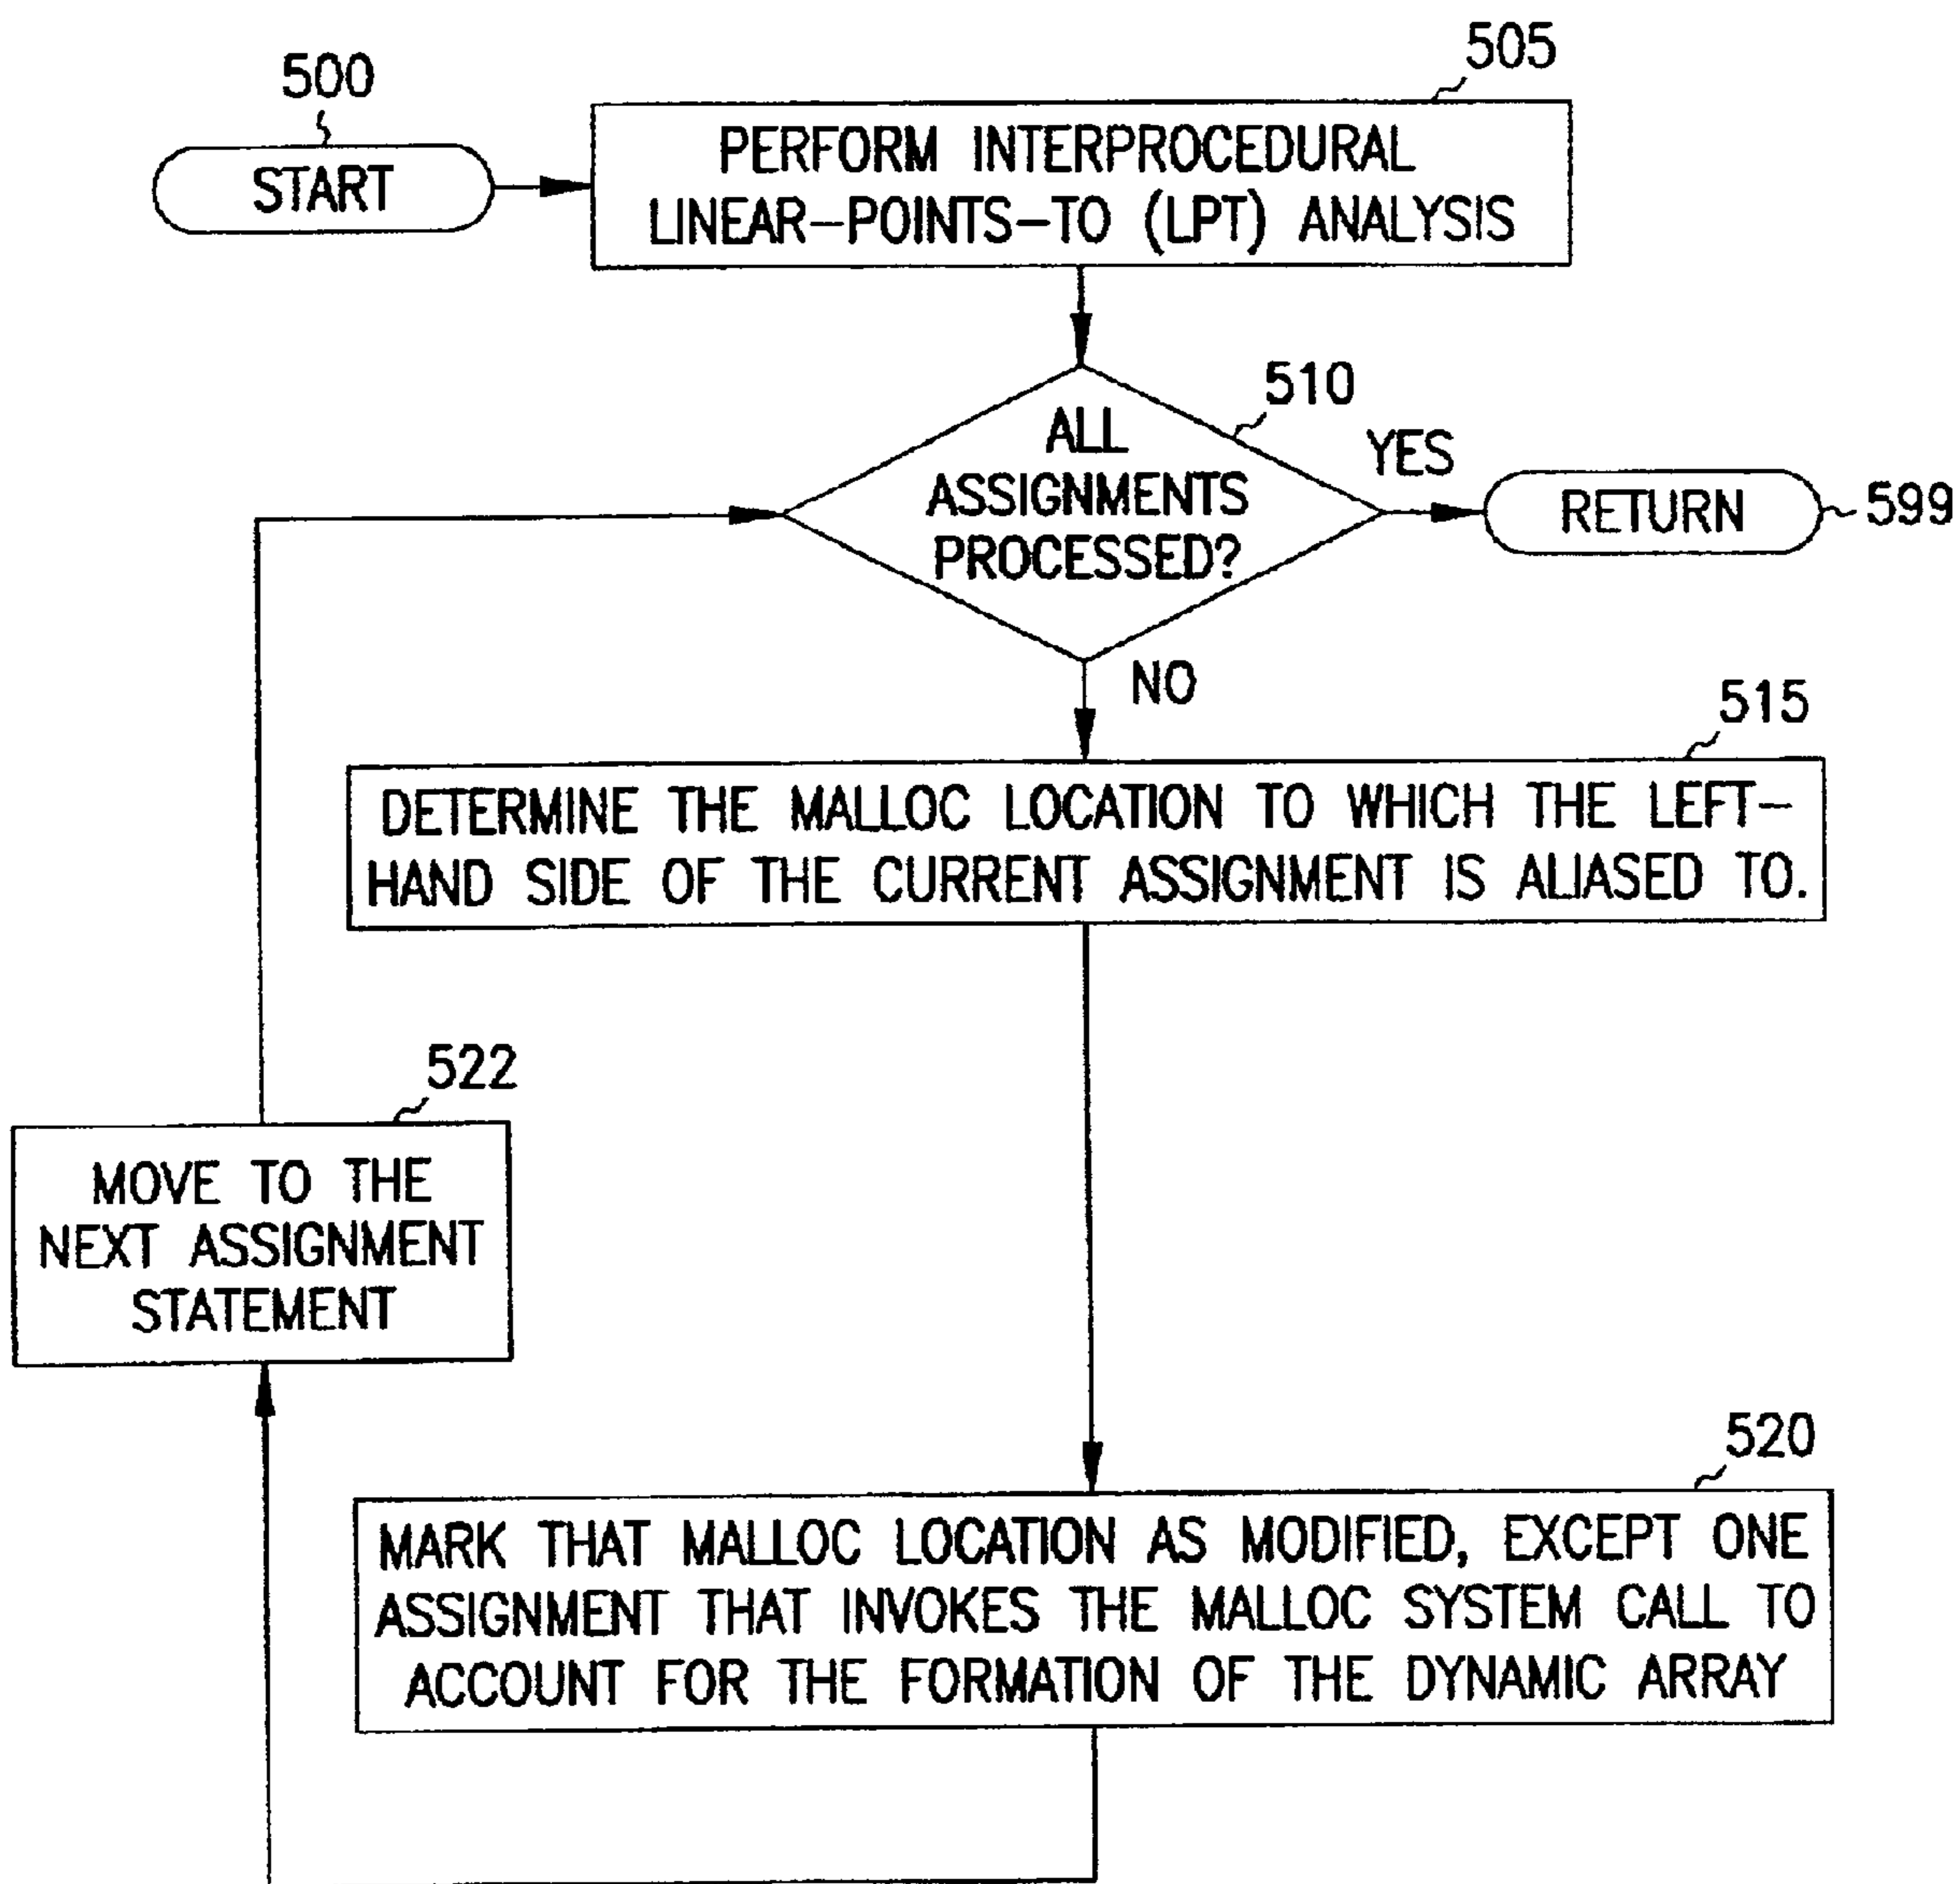 500
START
505
PERFORM INTERPROCEDURAL
LINEAR-POINTS-TO (LPT) ANALYSIS
510
ALL
ASSIGNMENTS
PROCESSED?
YES
RETURN
599
NO
515
DETERMINE THE MALLOC LOCATION TO WHICH THE LEFT-
HAND SIDE OF THE CURRENT ASSIGNMENT IS ALIASED TO.
522
MOVE TO THE
NEXT ASSIGNMENT
STATEMENT
520
MARK THAT MALLOC LOCATION AS MODIFIED, EXCEPT ONE
ASSIGNMENT THAT INVOKES THE MALLOC SYSTEM CALL TO
ACCOUNT FOR THE FORMATION OF THE DYNAMIC ARRAY